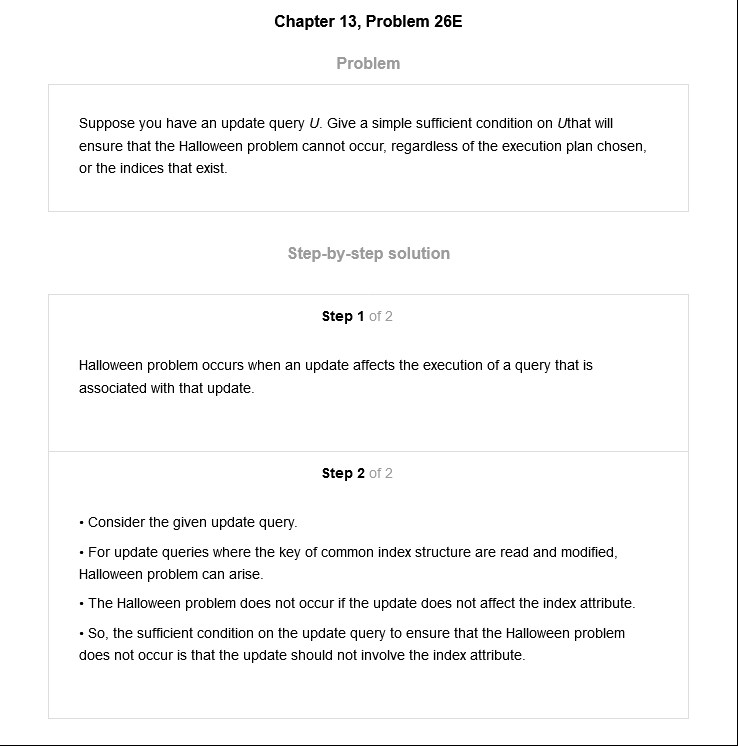 Chapter 13, Problem 26E
Problem
Suppose you have an update query U. Give a simple sufficient condition on Uthat will
ensure that the Halloween problem cannot occur, regardless of the execution plan chosen,
or the indices that exist.
Step-by-step solution
Step 1 of 2
Halloween problem occurs when an update affects the execution of a query that is
associated with that update.
Step 2 of 2
• Consider the given update query.
• For update queries where the key of common index structure are read and modified,
Halloween problem can arise.
• The Halloween problem does not occur if the update does not affect the index attribute.
• So, the sufficient condition on the update query to ensure that the Halloween problem
does not occur is that the update should not involve the index attribute.